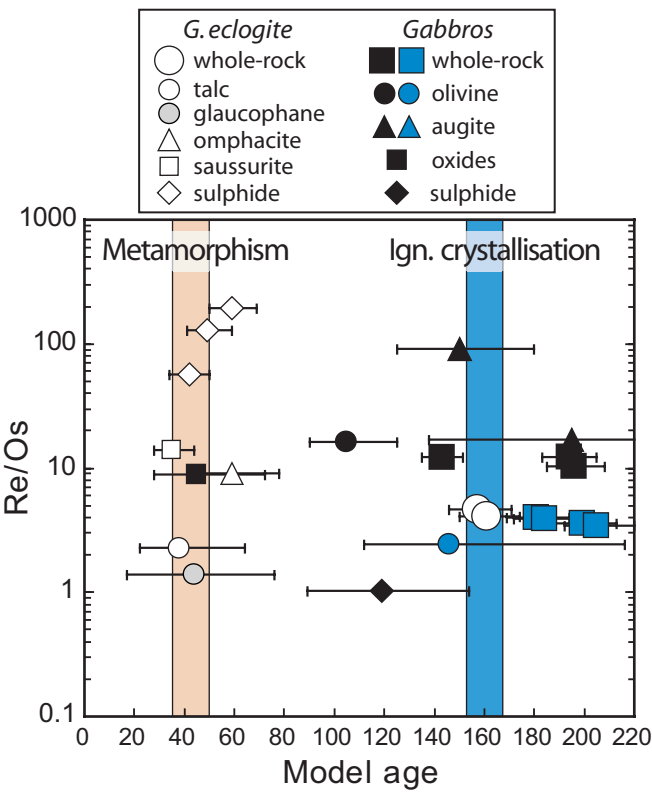 G.eclogite Gabbros
whole-rock whole-rock
talc olivine
glaucophane augite
omphacite oxides
saussurite sulphide
sulphide
1000
Metamorphism Ign. crystallisation
100
10
1
0.1
Re/Os
0 20 40 60 80 100 120 140 160 180 200 220
Model age